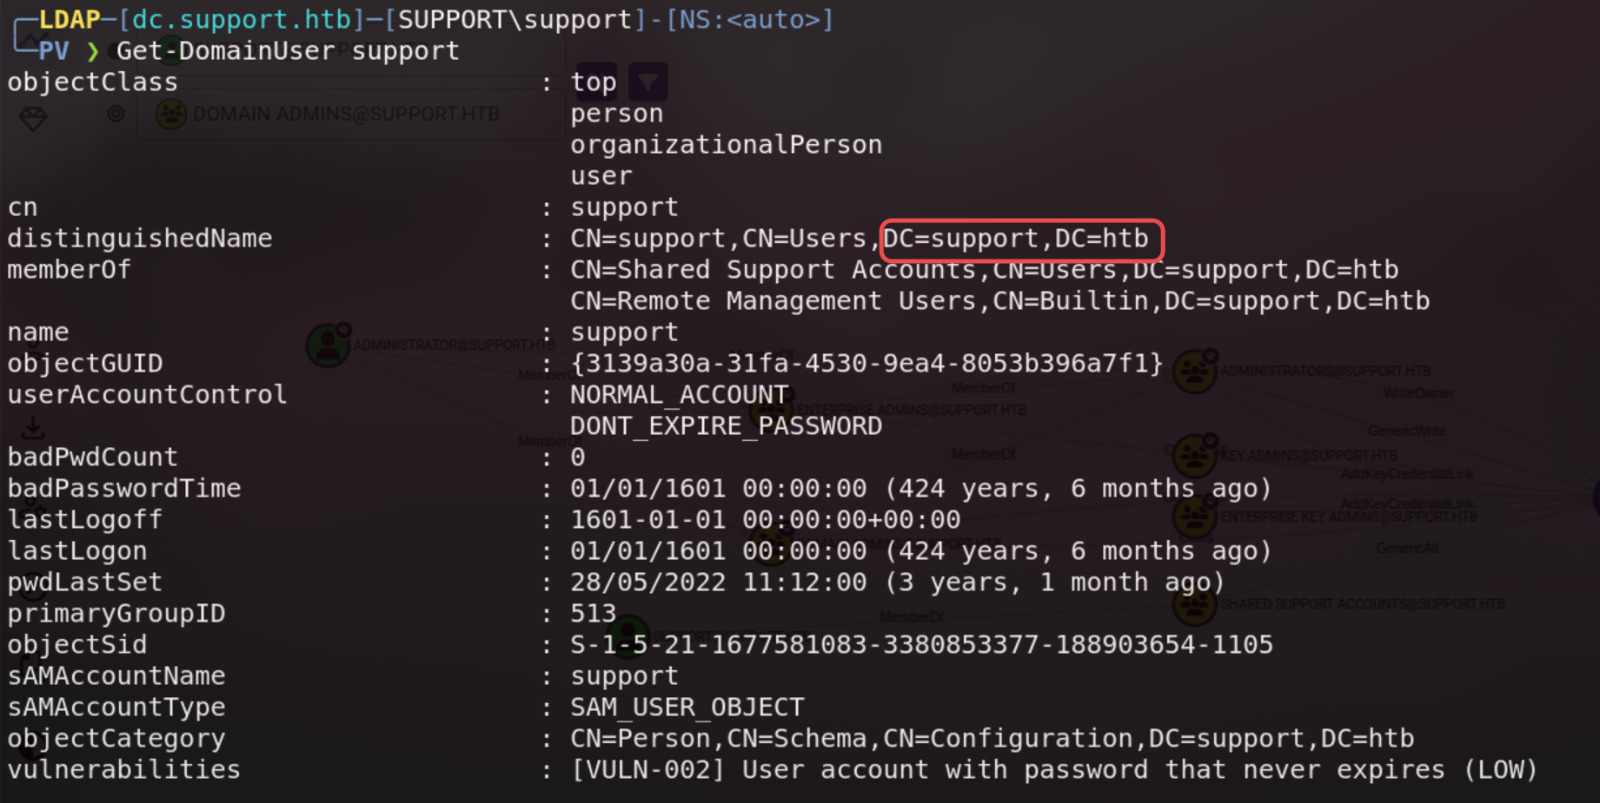 LDAP─[dc.support.htb]─[SUPPORT\support]-[NS:<auto>]
PV ❯ Get-DomainUser support
objectClass : top
person
DOMAIN ADMINS@SUPPORT.HTB
organizationalPerson
user
cn : support
distinguishedName : CN=support,CN=Users,DC=support,DC=htb
memberOf : CN=Shared Support Accounts,CN=Users,DC=support,DC=htb
CN=Remote Management Users,CN=Builtin,DC=support,DC=htb
name : support
ADMINISTRATOR@SUPPORT.HTB
objectGUID : {3139a30a-31fa-4530-9ea4-8053b396a7f1}
ADMINISTRATORS@SUPPORT.HTB
MemberOf
userAccountControl : NORMAL_ACCOUNT
WriteOwner
ENTERPRISE ADMINS@SUPPORT.HTB
DONT_EXPIRE_PASSWORD
GenericWrite
MemberOf
MemberOf
badPwdCount : 0
KEY ADMINS@SUPPORT.HTB
AddKeyCredentialLink
badPasswordTime : 01/01/1601 00:00:00 (424 years, 6 months ago)
AddKeyCredentialLink
lastLogoff : 1601-01-01 00:00:00+00:00
ENTERPRISE KEY ADMINS@SUPPORT.HTB
lastLogon : 01/01/1601 00:00:00 (424 years, 6 months ago)
GenericAll
pwdLastSet : 28/05/2022 11:12:00 (3 years, 1 month ago)
primaryGroupID : 513
SHARED SUPPORT ACCOUNTS@SUPPORT.HTB
MemberOf
objectSid : S-1-5-21-1677581083-3380853377-188903654-1105
sAMAccountName : support
sAMAccountType : SAM_USER_OBJECT
objectCategory : CN=Person,CN=Schema,CN=Configuration,DC=support,DC=htb
vulnerabilities : [VULN-002] User account with password that never expires (LOW)